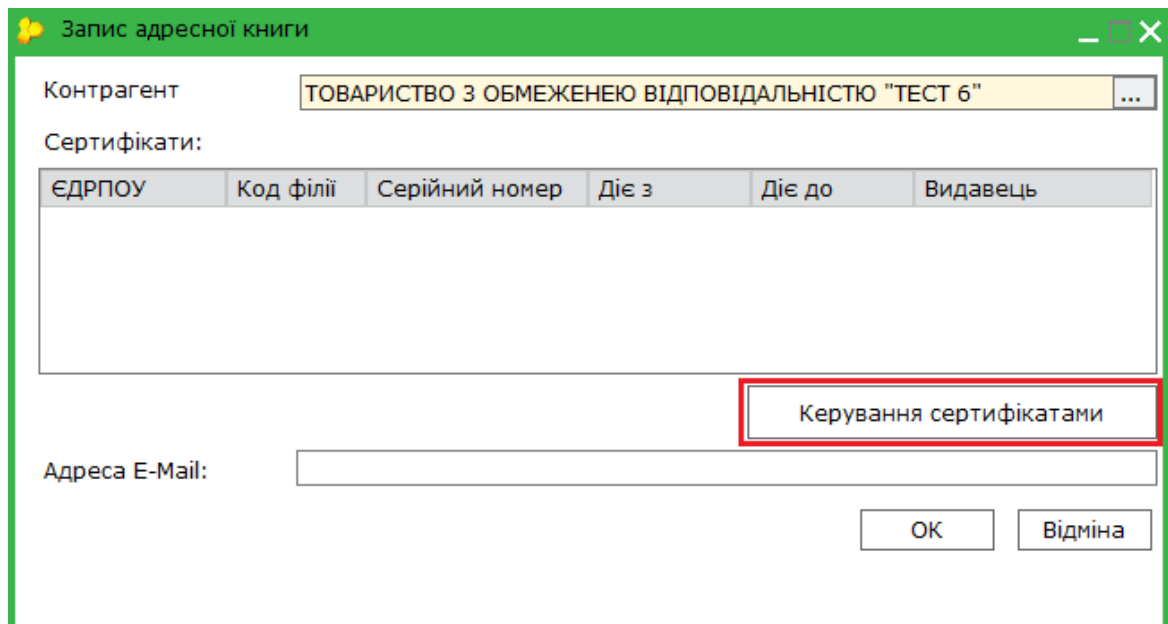 Запис адресної книги
Контрагент ТОВАРИСТВО З ОБМЕЖЕНЕЮ ВІДПОВІДАЛЬНІСТЮ "ТЕСТ 6" ...
Сертифікати:
ЄДРПОУ Код філії Серійний номер Діє з Діє до Видавець
Керування сертифікатами
Адреса E-Mail:
ОК Відміна